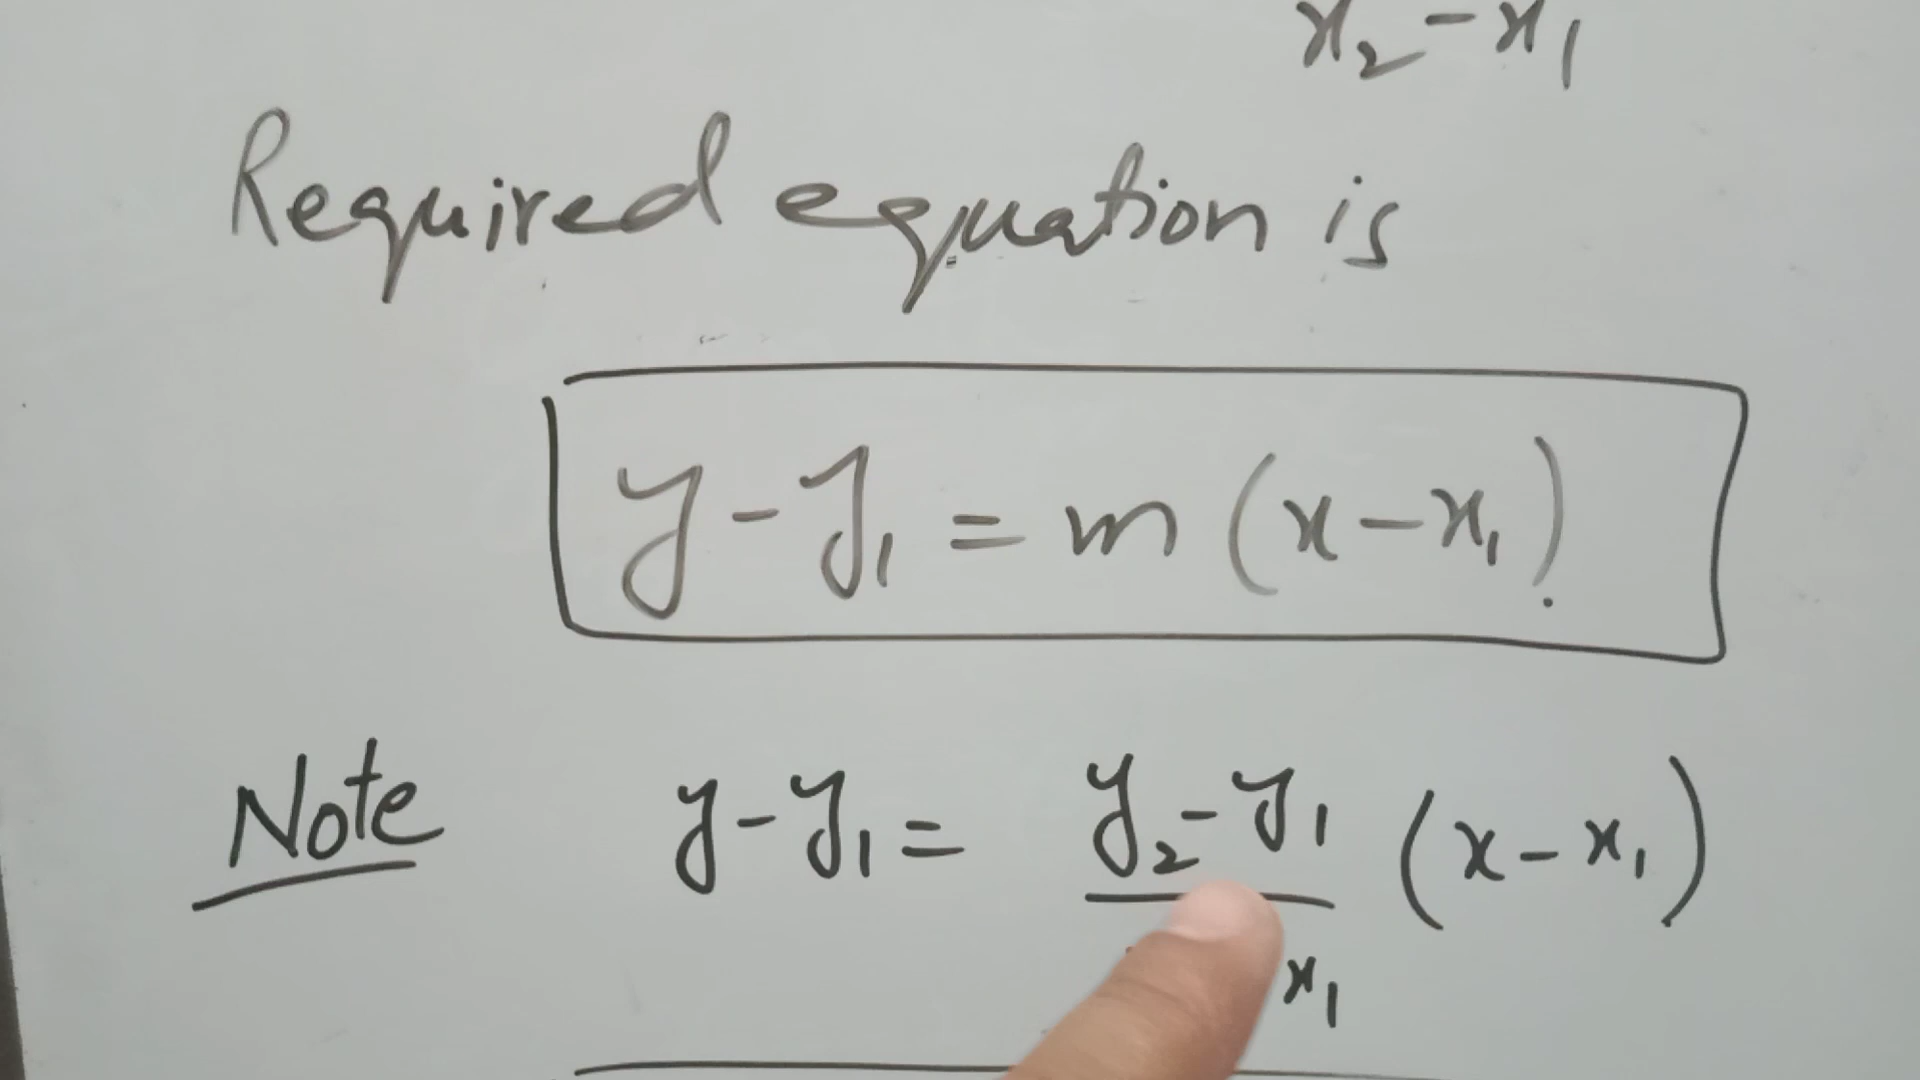 x₂ - x₁
Required equation is
y - y₁ = m (x - x₁)
Note y - y₁ = y₂ - y₁ (x - x₁)
x₁